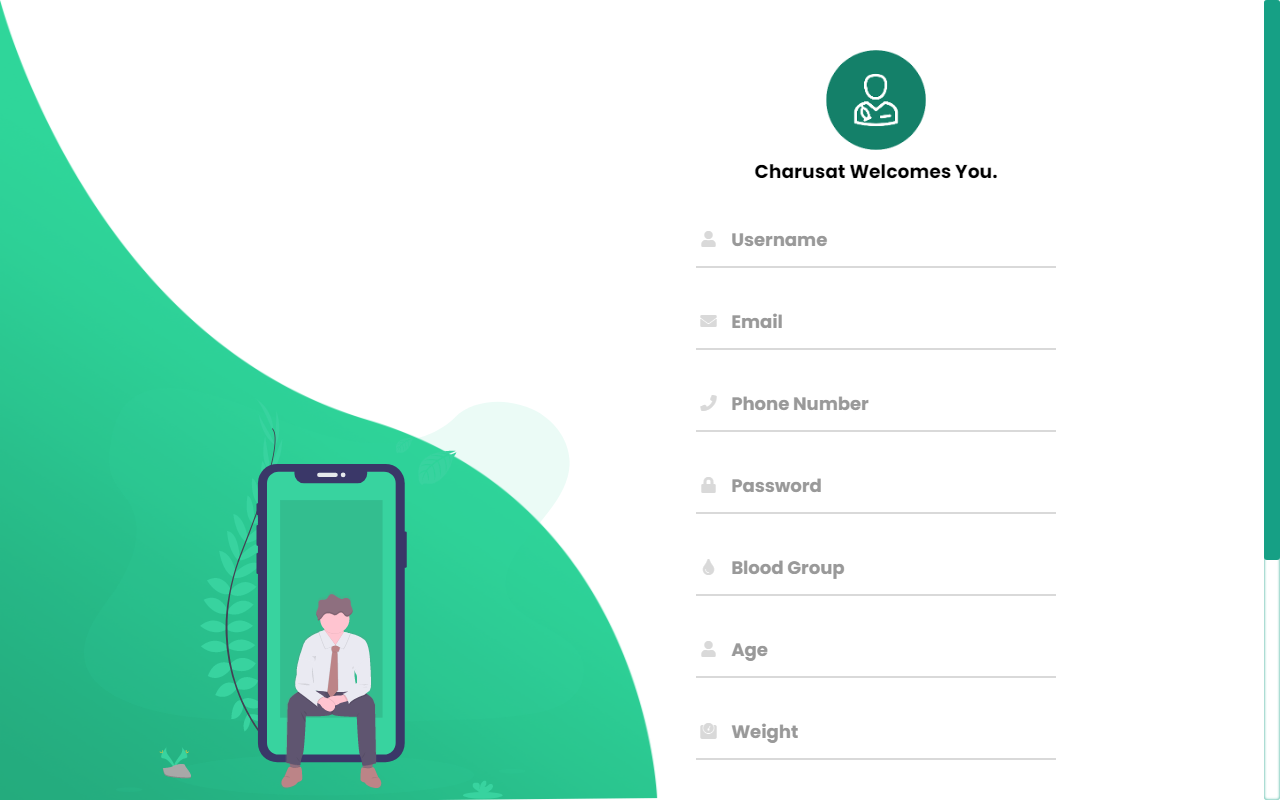 Charusat Welcomes You.
Username
Email
Phone Number
Password
Blood Group
Age
Weight